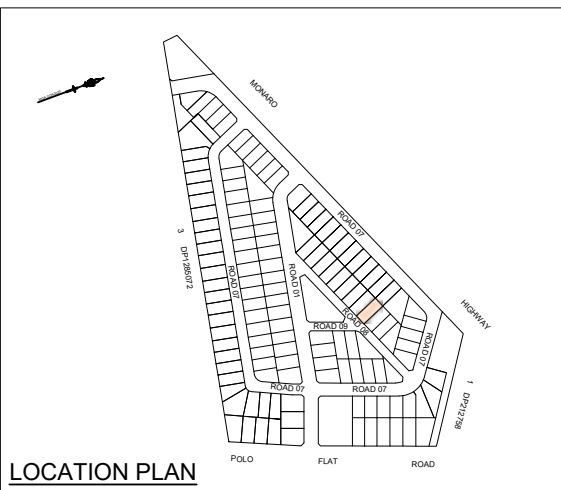 MONARO
ROAD 07
3
DP1285072
ROAD 07
ROAD 01
HIGHWAY
ROAD 08
ROAD 09
ROAD 07
1
DP212758
ROAD 07
ROAD 07
POLO
FLAT
ROAD
LOCATION PLAN